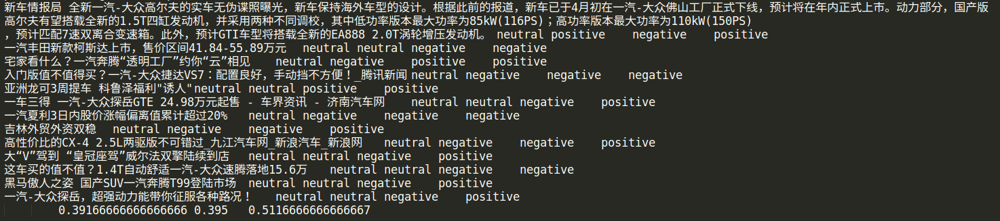 新车情报局 全新一汽-大众高尔夫的实车无伪谍照曝光，新车保持海外车型的设计。根据此前的报道，新车已于4月初在一汽-大众佛山工厂正式下线，预计将在年内正式上市。动力部分，国产版
高尔夫有望搭载全新的1.5T四缸发动机，并采用两种不同调校，其中低功率版本最大功率为85kW(116PS)；高功率版本最大功率为110kW(150PS)
，预计匹配7速双离合变速箱。此外，预计GTI车型将搭载全新的EA888 2.0T涡轮增压发动机。 neutral positive negative negative positive
一汽丰田新款柯斯达上市，售价区间41.84-55.89万元 neutral neutral negative negative
宅家看什么？一汽奔腾“透明工厂”约你“云”相见 neutral negative positive positive
入门版值不值得买？一汽-大众捷达VS7：配置良好，手动挡不方便！_腾讯新闻 neutral negative negative negative
亚洲龙可3周提车 科鲁泽福利"诱人" neutral neutral positive positive
一车三得 一汽-大众探岳GTE 24.98万元起售 - 车界资讯 - 济南汽车网 neutral neutral negative positive
一汽夏利3日内股价涨幅偏离值累计超过20% neutral negative negative negative
吉林外贸外资双稳 neutral negative negative positive
高性价比的CX-4 2.5L两驱版不可错过_九江汽车网_新浪汽车_新浪网 neutral negative negative positive
大“V”驾到 “皇冠座驾”威尔法双擎陆续到店 neutral neutral negative positive
这车买的值不值？1.4T自动舒适一汽-大众速腾落地15.6万 neutral neutral negative negative
黑马傲人之姿 国产SUV一汽奔腾T99登陆市场 neutral neutral negative positive
一汽-大众探岳，超强动力能带你征服各种路况！ neutral neutral negative positive
0.39166666666666666 0.395 0.5116666666666667